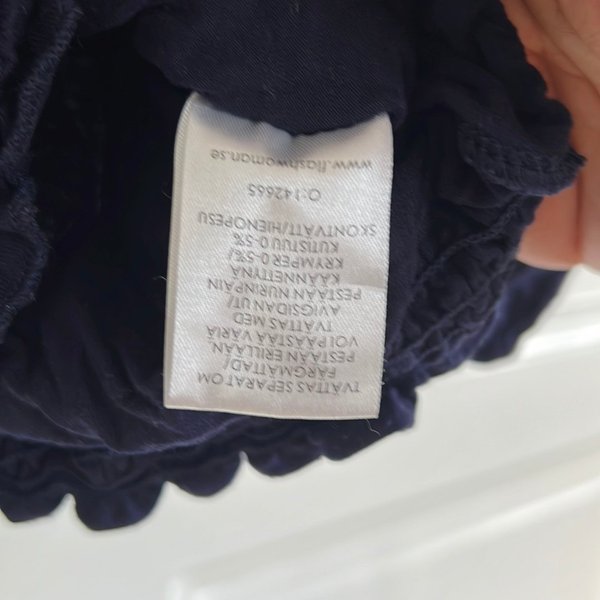 TVÄTTAS SEPARAT OM
FÄRGMÄTTAD/
PESTÄÄN ERILLÄÄN,
VOI PÄÄSTÄÄ VÄRIÄ
TVÄTTAS MED
AVIGSIDAN UT/
PESTÄÄN NURINPÄIN
KÄÄNNETTYNÄ
KRYMPER 0-5%/
KUTISTUU 0-5%
SKONTVÄTT/HIENOPESU
O:142665
www.flashwoman.se